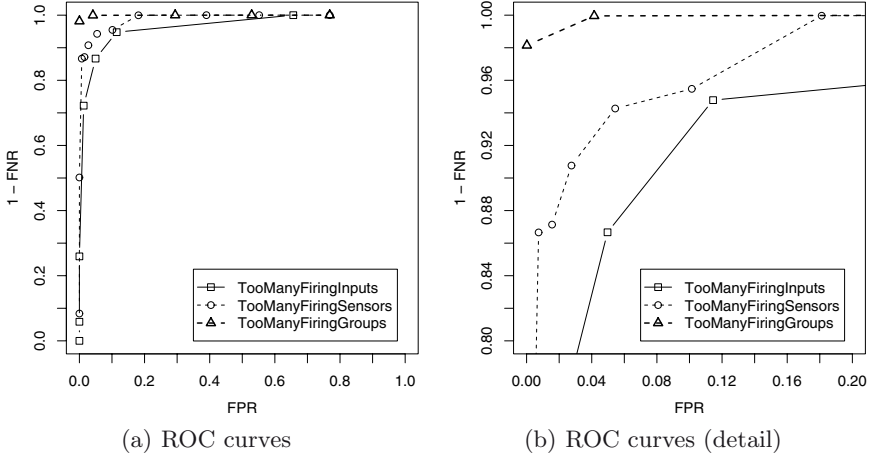 1.0
0.8
0.6
0.4
0.2
0.0
1 − FNR
TooManyFiringInputs
TooManyFiringSensors
TooManyFiringGroups
0.0 0.2 0.4 0.6 0.8 1.0
FPR
(a) ROC curves
1.00
0.96
0.92
0.88
0.84
0.80
1 − FNR
TooManyFiringInputs
TooManyFiringSensors
TooManyFiringGroups
0.00 0.04 0.08 0.12 0.16 0.20
FPR
(b) ROC curves (detail)